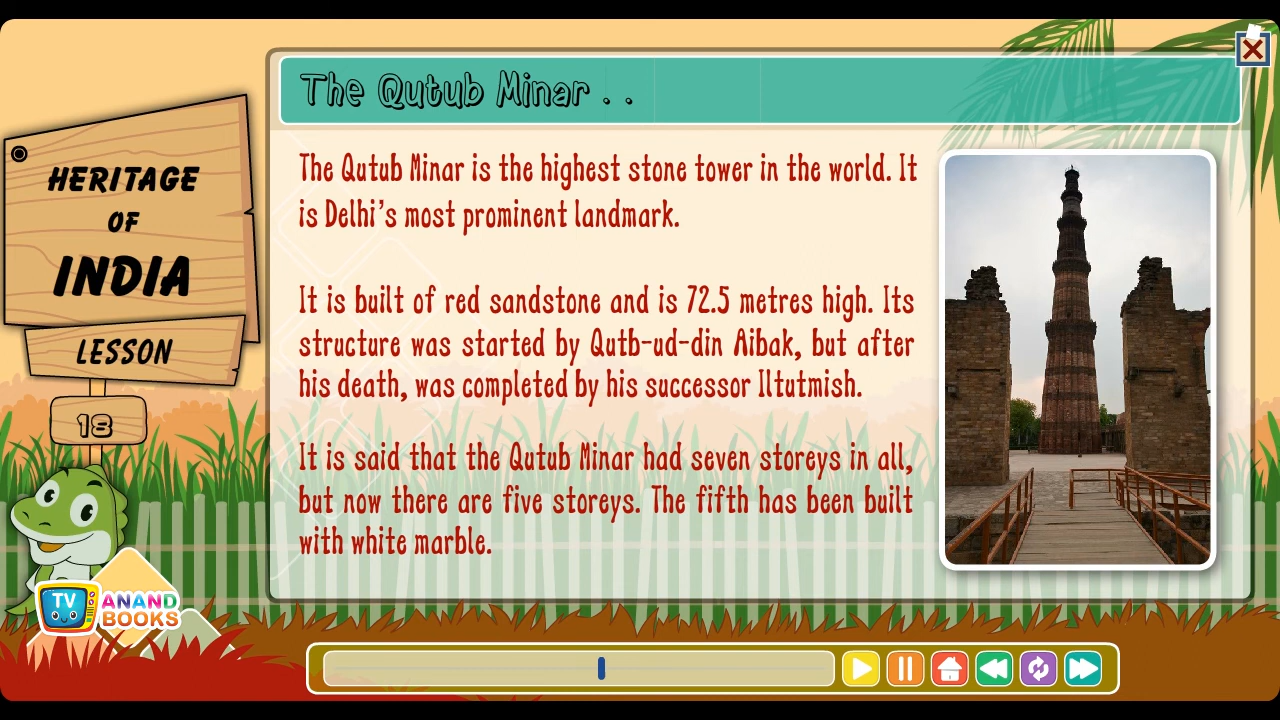 The Qutub Minar . .
HERITAGE
OF
INDIA
LESSON
18
The Qutub Minar is the highest stone tower in the world. It
is Delhi's most prominent landmark.
It is built of red sandstone and is 72.5 metres high. Its
structure was started by Qutb-ud-din Aibak, but after
his death, was completed by his successor Iltutmish.
It is said that the Qutub Minar had seven storeys in all,
but now there are five storeys. The fifth has been built
with white marble.
TV
ANAND
BOOKS